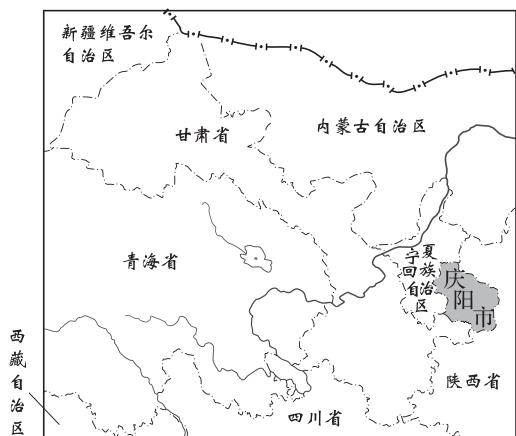 新疆维吾尔
自治区
内蒙古自治区
甘肃省
青海省
宁夏
回族
自治
区
庆阳市
西藏自治区
陕西省
四川省